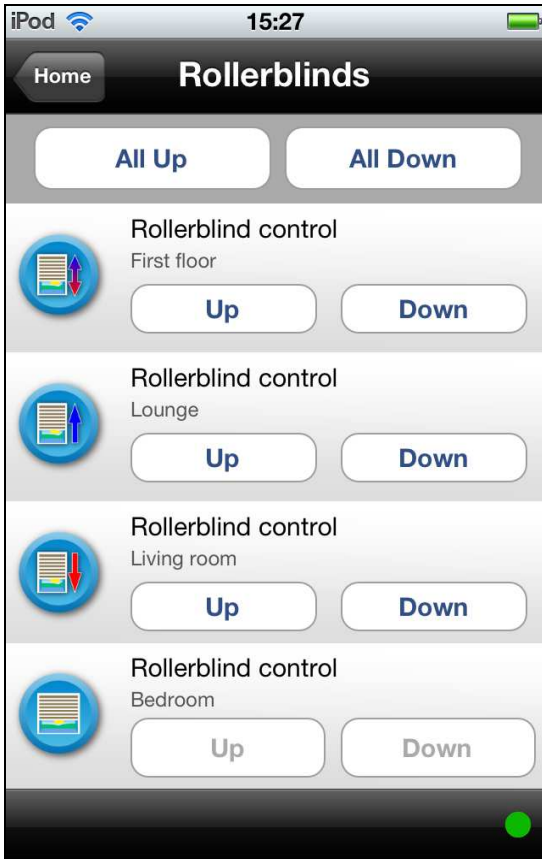 iPod 15:27
Home Rollerblinds
All Up All Down
Rollerblind control
First floor
Up Down
Rollerblind control
Lounge
Up Down
Rollerblind control
Living room
Up Down
Rollerblind control
Bedroom
Up Down